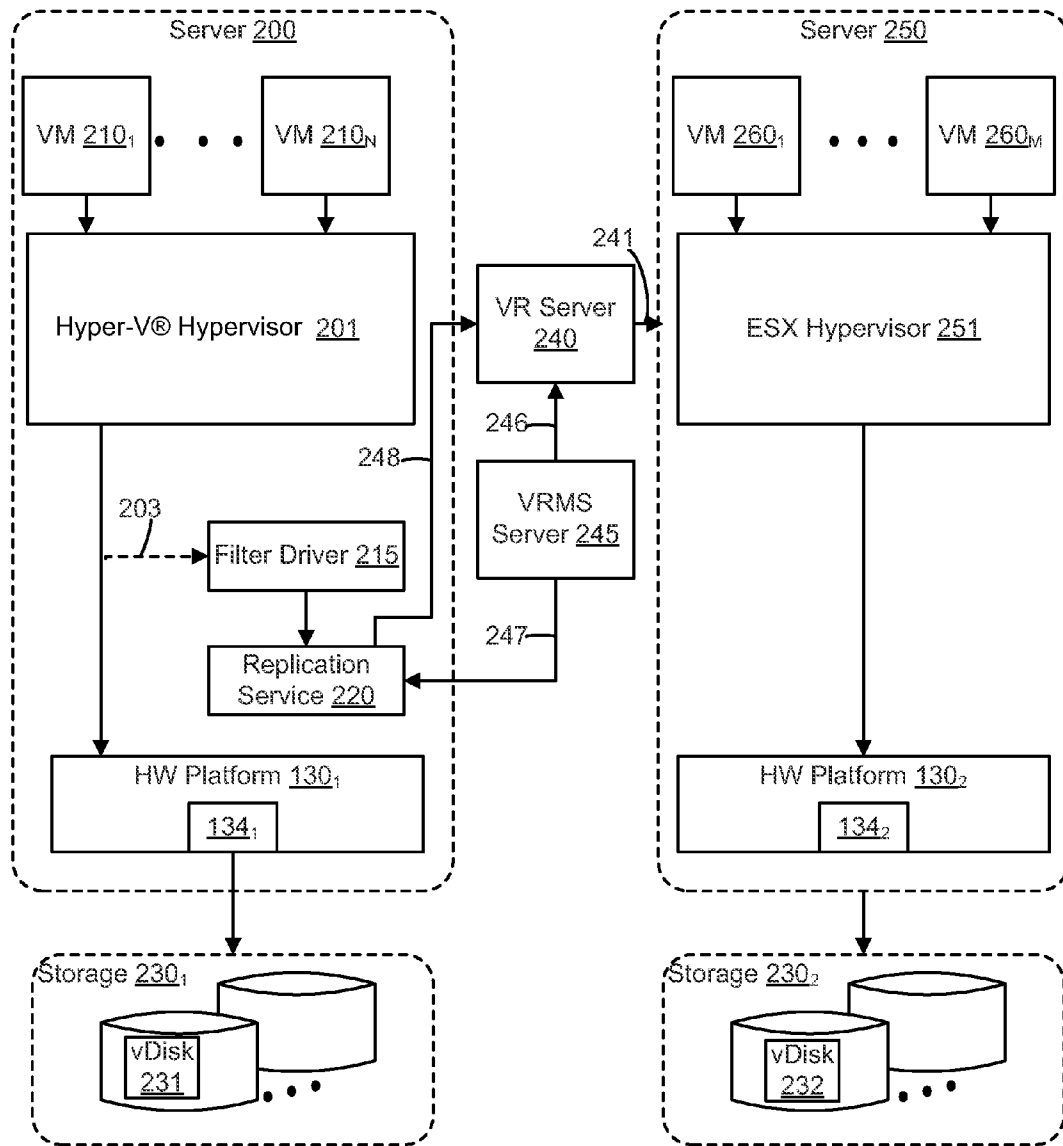 Server 200
VM 210₁
VM 210N
Hyper-V® Hypervisor 201
203
Filter Driver 215
Replication
Service 220
248
HW Platform 130₁
134₁
Storage 230₁
vDisk
231
VR Server
240
241
246
VRMS
Server 245
247
Server 250
VM 260₁
VM 260M
ESX Hypervisor 251
HW Platform 130₂
134₂
Storage 230₂
vDisk
232